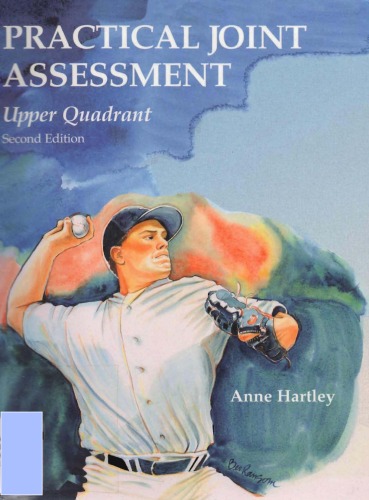 PRACTICAL JOINT
ASSESSMENT
Upper Quadrant
Second Edition
Anne Hartley